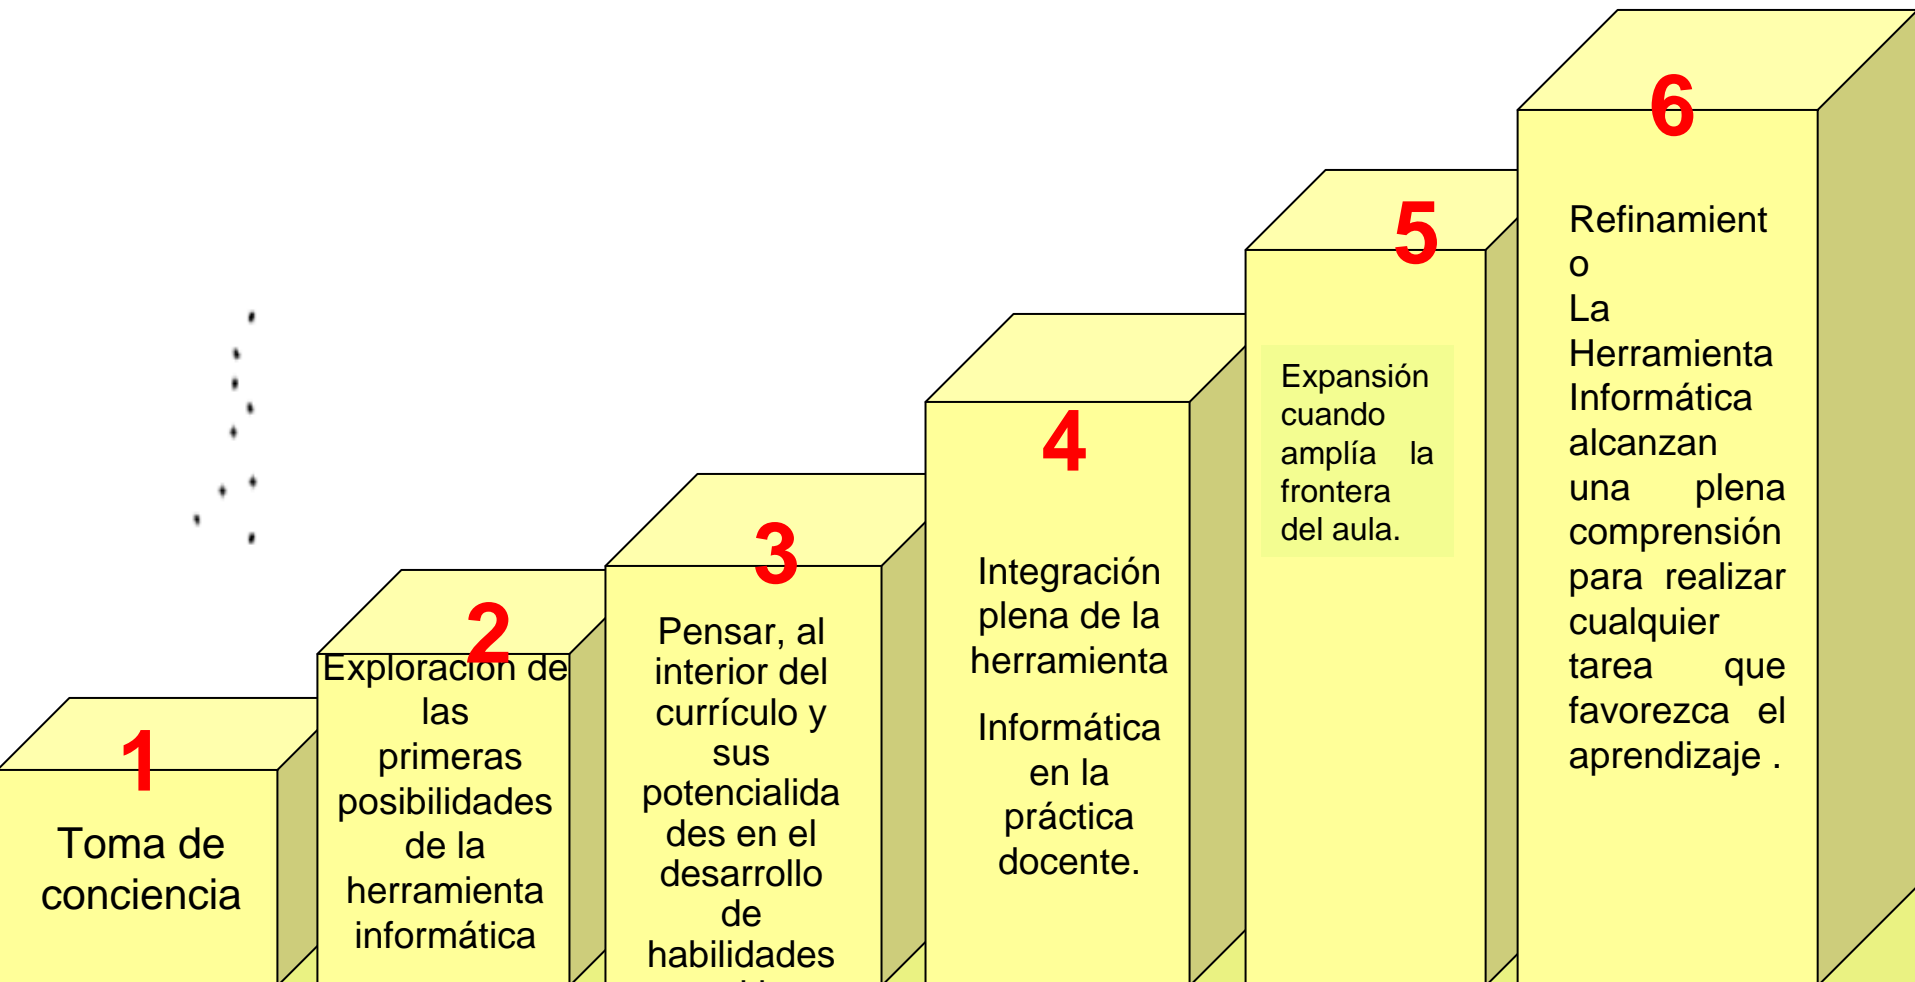 1
Toma de
conciencia
2
Exploración de
las
primeras
posibilidades
de la
herramienta
informática
3
Pensar, al
interior del
currículo y
sus
potencialida
des en el
desarrollo
de
habilidades
4
Integración
plena de la
herramienta
Informática
en la
práctica
docente.
5
Expansión
cuando
amplía la
frontera
del aula.
6
Refinamient
o
La
Herramienta
Informática
alcanzan
una plena
comprensión
para realizar
cualquier
tarea que
favorezca el
aprendizaje .